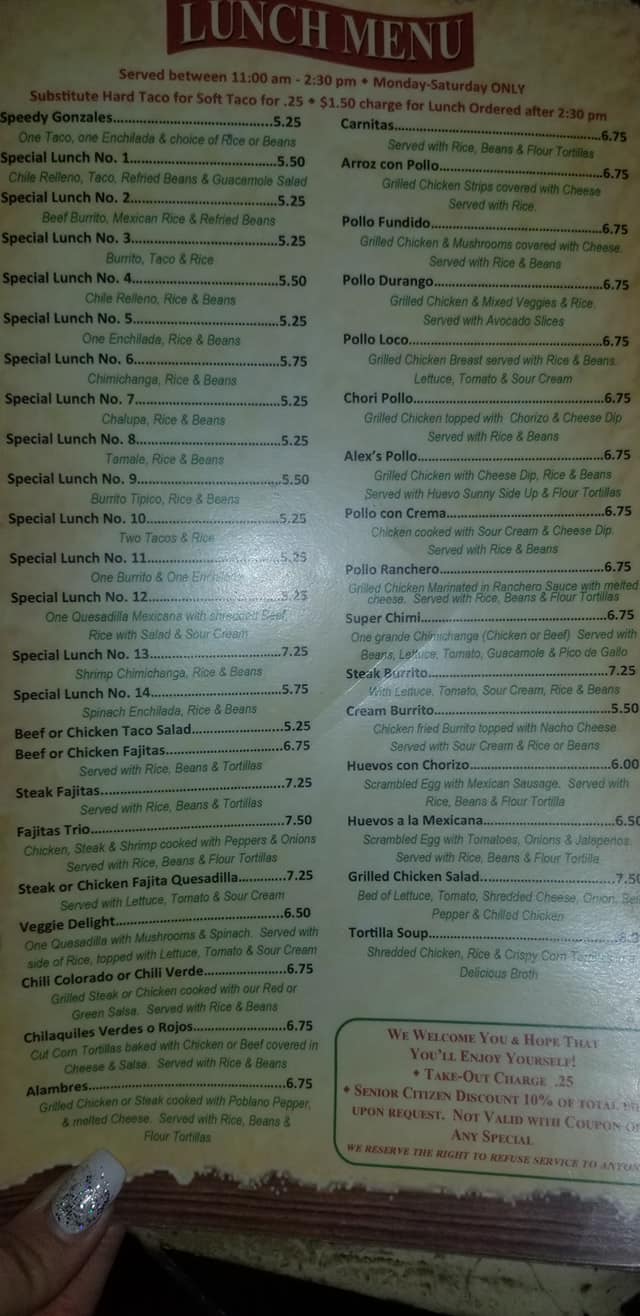 LUNCH MENU
Served between 11:00 am - 2:30 pm • Monday-Saturday ONLY
Substitute Hard Taco for Soft Taco for .25 • $1.50 charge for Lunch Ordered after 2:30 pm
Speedy Gonzales 5.25
One Taco, one Enchilada & choice of Rice or Beans
Special Lunch No. 1 5.50
Chile Relleno, Taco, Refried Beans & Guacamole Salad
Special Lunch No. 2 5.25
Beef Burrito, Mexican Rice & Refried Beans
Special Lunch No. 3 5.25
Burrito, Taco & Rice
Special Lunch No. 4 5.50
Chile Relleno, Rice & Beans
Special Lunch No. 5 5.25
One Enchilada, Rice & Beans
Special Lunch No. 6 5.75
Chimichanga, Rice & Beans
Special Lunch No. 7 5.25
Chalupa, Rice & Beans
Special Lunch No. 8 5.25
Tamale, Rice & Beans
Special Lunch No. 9 5.50
Burrito Tipico, Rice & Beans
Special Lunch No. 10 5.25
Two Tacos & Rice
Special Lunch No. 11 5.25
One Burrito & One
Special Lunch No. 12 5.25
One Quesadilla Mexicana with shredded Beef,
Rice with Salad & Sour Cream
Special Lunch No. 13 7.25
Shrimp Chimichanga, Rice & Beans
Special Lunch No. 14 5.75
Spinach Enchilada, Rice & Beans
Beef or Chicken Taco Salad 5.25
Beef or Chicken Fajitas 6.75
Served with Rice, Beans & Tortillas
Steak Fajitas 7.25
Served with Rice, Beans & Tortillas
Fajitas Trio 7.50
Chicken, Steak & Shrimp cooked with Peppers & Onions
Served with Rice, Beans & Flour Tortillas
Steak or Chicken Fajita Quesadilla 7.25
Served with Lettuce, Tomato & Sour Cream
Veggie Delight 6.50
One Quesadilla with Mushrooms & Spinach. Served with
side of Rice, topped with Lettuce, Tomato & Sour Cream
Chili Colorado or Chili Verde 6.75
Grilled Steak or Chicken cooked with our Red or
Green Salsa. Served with Rice & Beans
Chilaquiles Verdes o Rojos 6.75
Cut Corn Tortillas baked with Chicken or Beef covered in
Cheese & Salsa. Served with Rice & Beans
Alambres 6.75
Grilled Chicken or Steak cooked with Poblano Pepper,
& melted Cheese. Served with Rice, Beans &
Flour Tortillas
Carnitas 6.75
Served with Rice, Beans & Flour Tortillas
Arroz con Pollo 6.75
Grilled Chicken Strips covered with Cheese
Served with Rice.
Pollo Fundido 6.75
Grilled Chicken & Mushrooms covered with Cheese.
Served with Rice & Beans
Pollo Durango 6.75
Grilled Chicken & Mixed Veggies & Rice.
Served with Avocado Slices
Pollo Loco 6.75
Grilled Chicken Breast served with Rice & Beans.
Lettuce, Tomato & Sour Cream
Chori Pollo 6.75
Grilled Chicken topped with Chorizo & Cheese Dip
Served with Rice & Beans
Alex's Pollo 6.75
Grilled Chicken with Cheese Dip, Rice & Beans
Served with Huevo Sunny Side Up & Flour Tortillas
Pollo con Crema 6.75
Chicken cooked with Sour Cream & Cheese Dip.
Served with Rice & Beans
Pollo Ranchero 6.75
Grilled Chicken Marinated in Ranchero Sauce with melted
cheese. Served with Rice, Beans & Flour Tortillas
Super Chimi 6.75
One grande Chimichanga (Chicken or Beef) Served with
Beans, Lettuce, Tomato, Guacamole & Pico de Gallo
Steak Burrito 7.25
With Lettuce, Tomato, Sour Cream, Rice & Beans
Cream Burrito 5.50
Chicken fried Burrito topped with Nacho Cheese.
Served with Sour Cream & Rice or Beans
Huevos con Chorizo 6.00
Scrambled Egg with Mexican Sausage. Served with
Rice, Beans & Flour Tortilla
Huevos a la Mexicana 6.50
Scrambled Egg with Tomatoes, Onions & Jalapenos.
Served with Rice, Beans & Flour Tortilla
Grilled Chicken Salad 7.50
Bed of Lettuce, Tomato, Shredded Cheese, Onion, Bell
Pepper & Chilled Chicken
Tortilla Soup
Shredded Chicken, Rice & Crispy Corn Tortillas in a
Delicious Broth
WE WELCOME YOU & HOPE THAT
YOU'LL ENJOY YOURSELF!
• TAKE-OUT CHARGE .25
• SENIOR CITIZEN DISCOUNT 10% OF TOTAL
UPON REQUEST. NOT VALID WITH COUPON OR
ANY SPECIAL
WE RESERVE THE RIGHT TO REFUSE SERVICE TO ANYONE